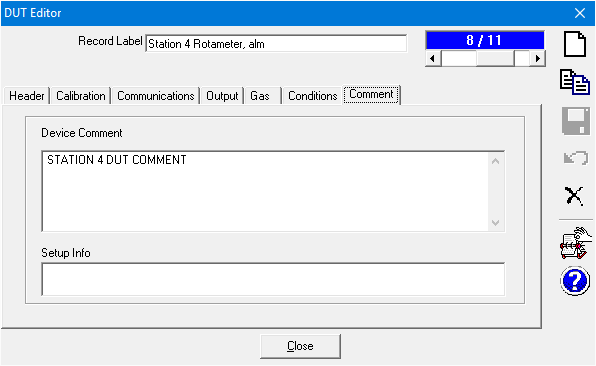 DUT Editor
Record Label Station 4 Rotameter, alm 8 / 11
Header Calibration Communications Output Gas Conditions Comment
Device Comment
STATION 4 DUT COMMENT
Setup Info
Close